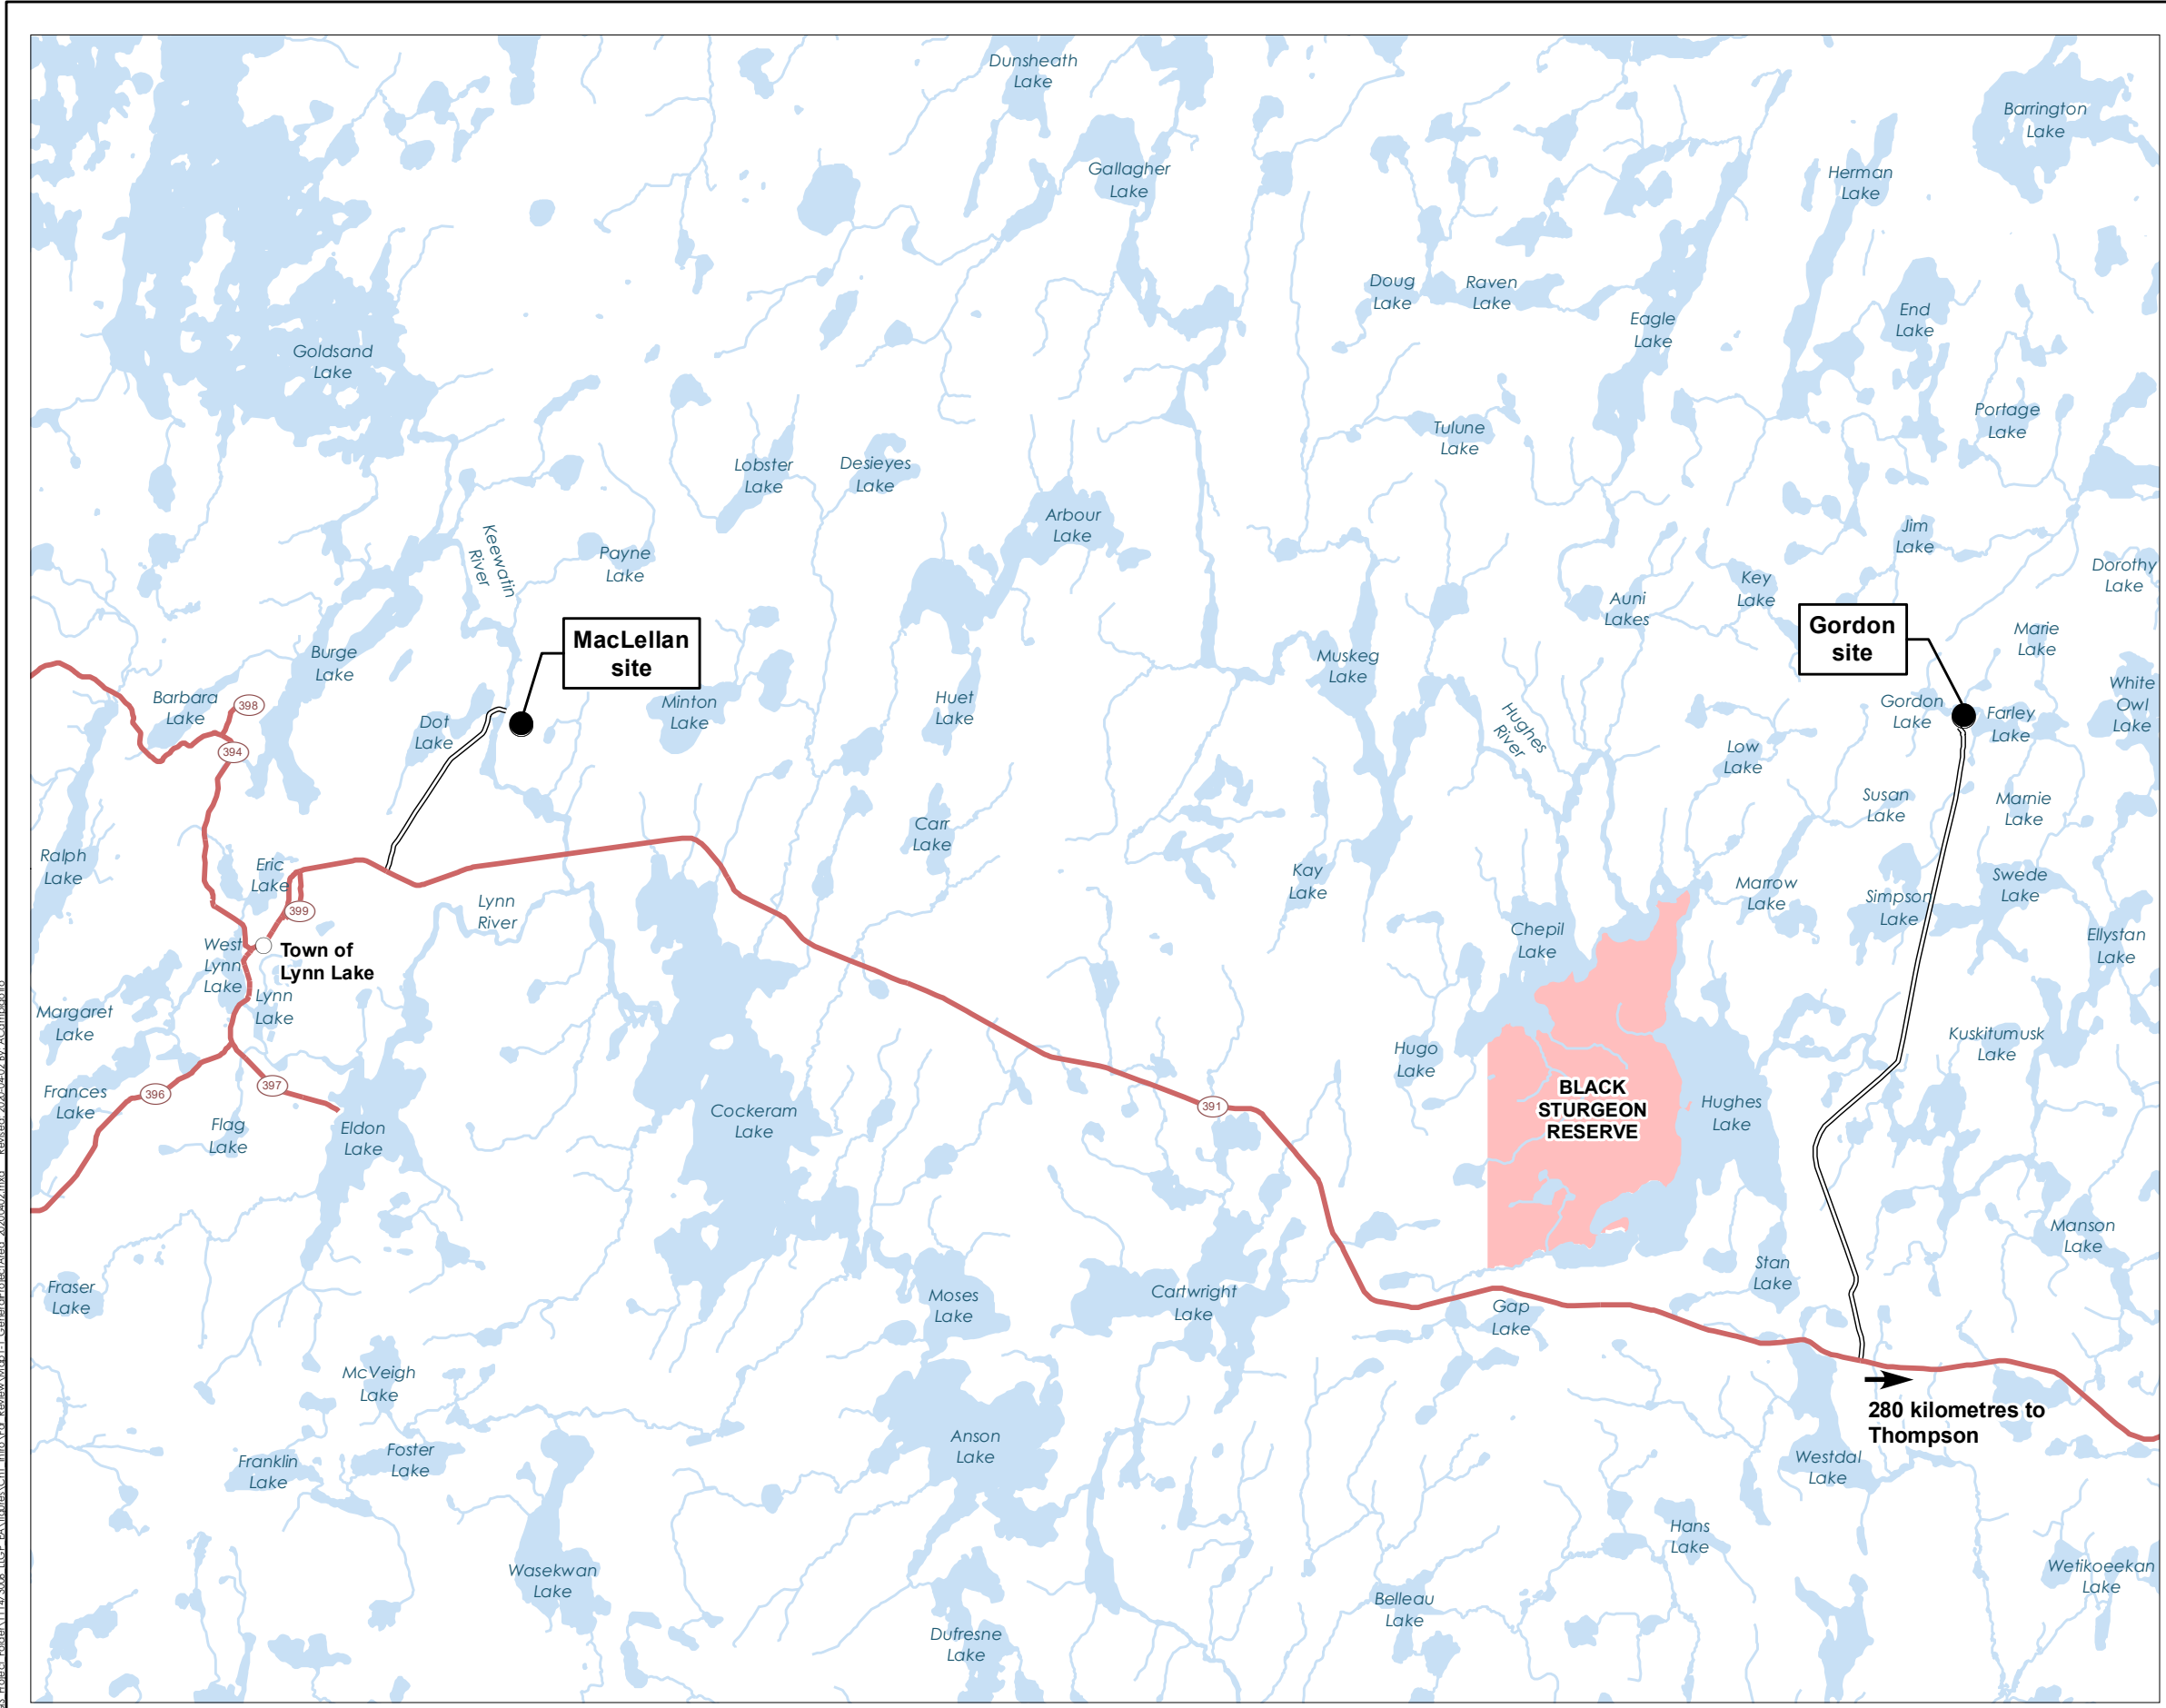 Dunsheath
Lake
Barrington
Lake
Gallagher
Lake
Herman
Lake
Doug
Lake
Raven
Lake
Eagle
Lake
End
Lake
Goldsand
Lake
Portage
Lake
Tulune
Lake
Lobster
Lake
Desieyes
Lake
Arbour
Lake
Jim
Lake
Keewatin
River
Payne
Lake
Dorothy
Lake
Key
Lake
Auni
Lakes
MacLellan
site
Gordon
site
Marie
Lake
Burge
Lake
Muskeg
Lake
Barbara
Lake
398
Dot
Lake
Minton
Lake
Huet
Lake
Hughes
River
Gordon
Lake
Farley
Lake
White
Owl
Lake
394
Low
Lake
Susan
Lake
Marnie
Lake
Carr
Lake
Ralph
Lake
Eric
Lake
Kay
Lake
Marrow
Lake
Simpson
Lake
Swede
Lake
399
Lynn
River
Chepil
Lake
Ellystan
Lake
West
Lynn
Lake
Town of
Lynn Lake
Lynn
Lake
Margaret
Lake
Hugo
Lake
Kuskitumusk
Lake
Frances
Lake
396
397
Flag
Lake
Eldon
Lake
Cockeram
Lake
391
BLACK
STURGEON
RESERVE
Hughes
Lake
Manson
Lake
Fraser
Lake
Moses
Lake
Cartwright
Lake
Gap
Lake
Stan
Lake
McVeigh
Lake
280 kilometres to
Thompson
Franklin
Lake
Foster
Lake
Anson
Lake
Westdal
Lake
Hans
Lake
Wasekwan
Lake
Belleau
Lake
Wetikoeekan
Lake
Dufresne
Lake